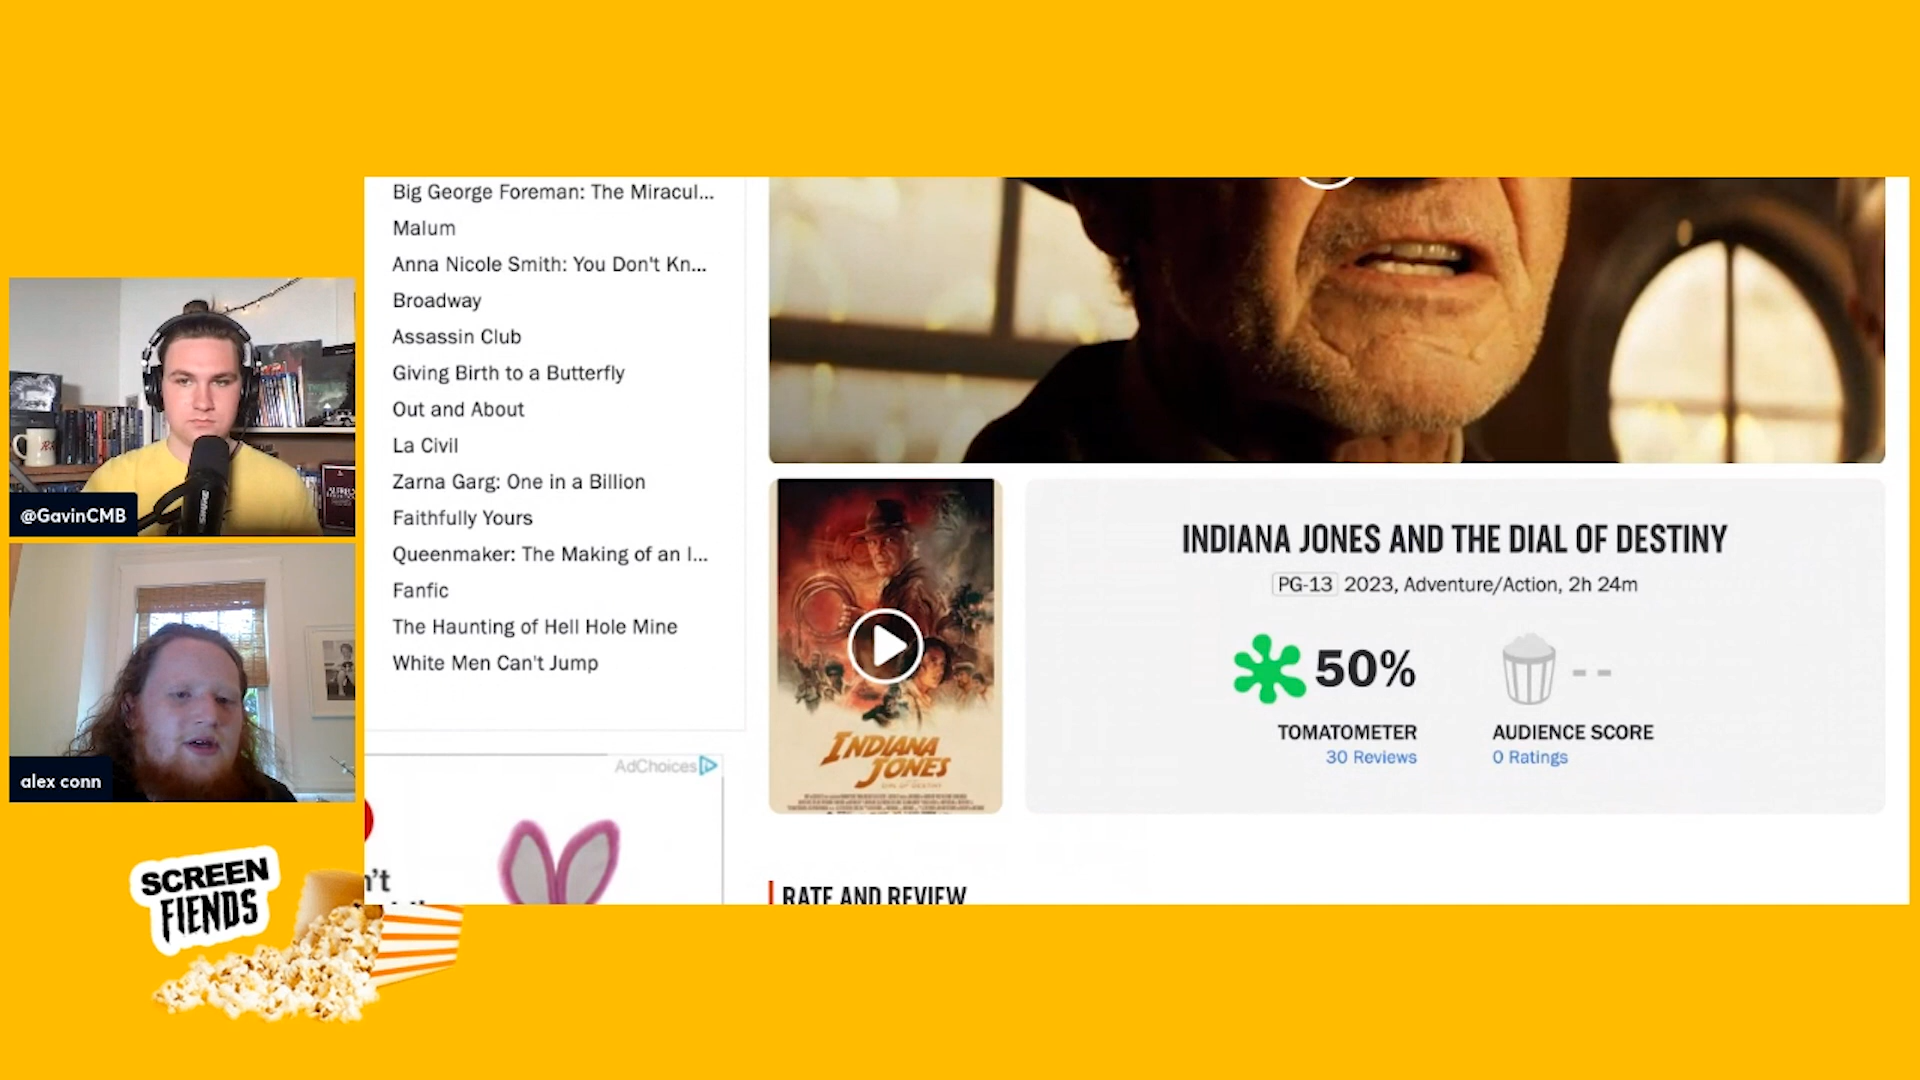 Big George Foreman: The Miracul...
Malum
Anna Nicole Smith: You Don't Kn...
Broadway
Assassin Club
Giving Birth to a Butterfly
Out and About
La Civil
Zarna Garg: One in a Billion
Faithfully Yours
Queenmaker: The Making of an I...
Fanfic
The Haunting of Hell Hole Mine
White Men Can't Jump
AdChoices
n't
@GavinCMB
alex conn
SCREEN
FIENDS
INDIANA
JONES
DIAL OF DESTINY
INDIANA JONES AND THE DIAL OF DESTINY
PG-13 2023, Adventure/Action, 2h 24m
50%
- -
TOMATOMETER
AUDIENCE SCORE
30 Reviews
0 Ratings
RATE AND REVIEW